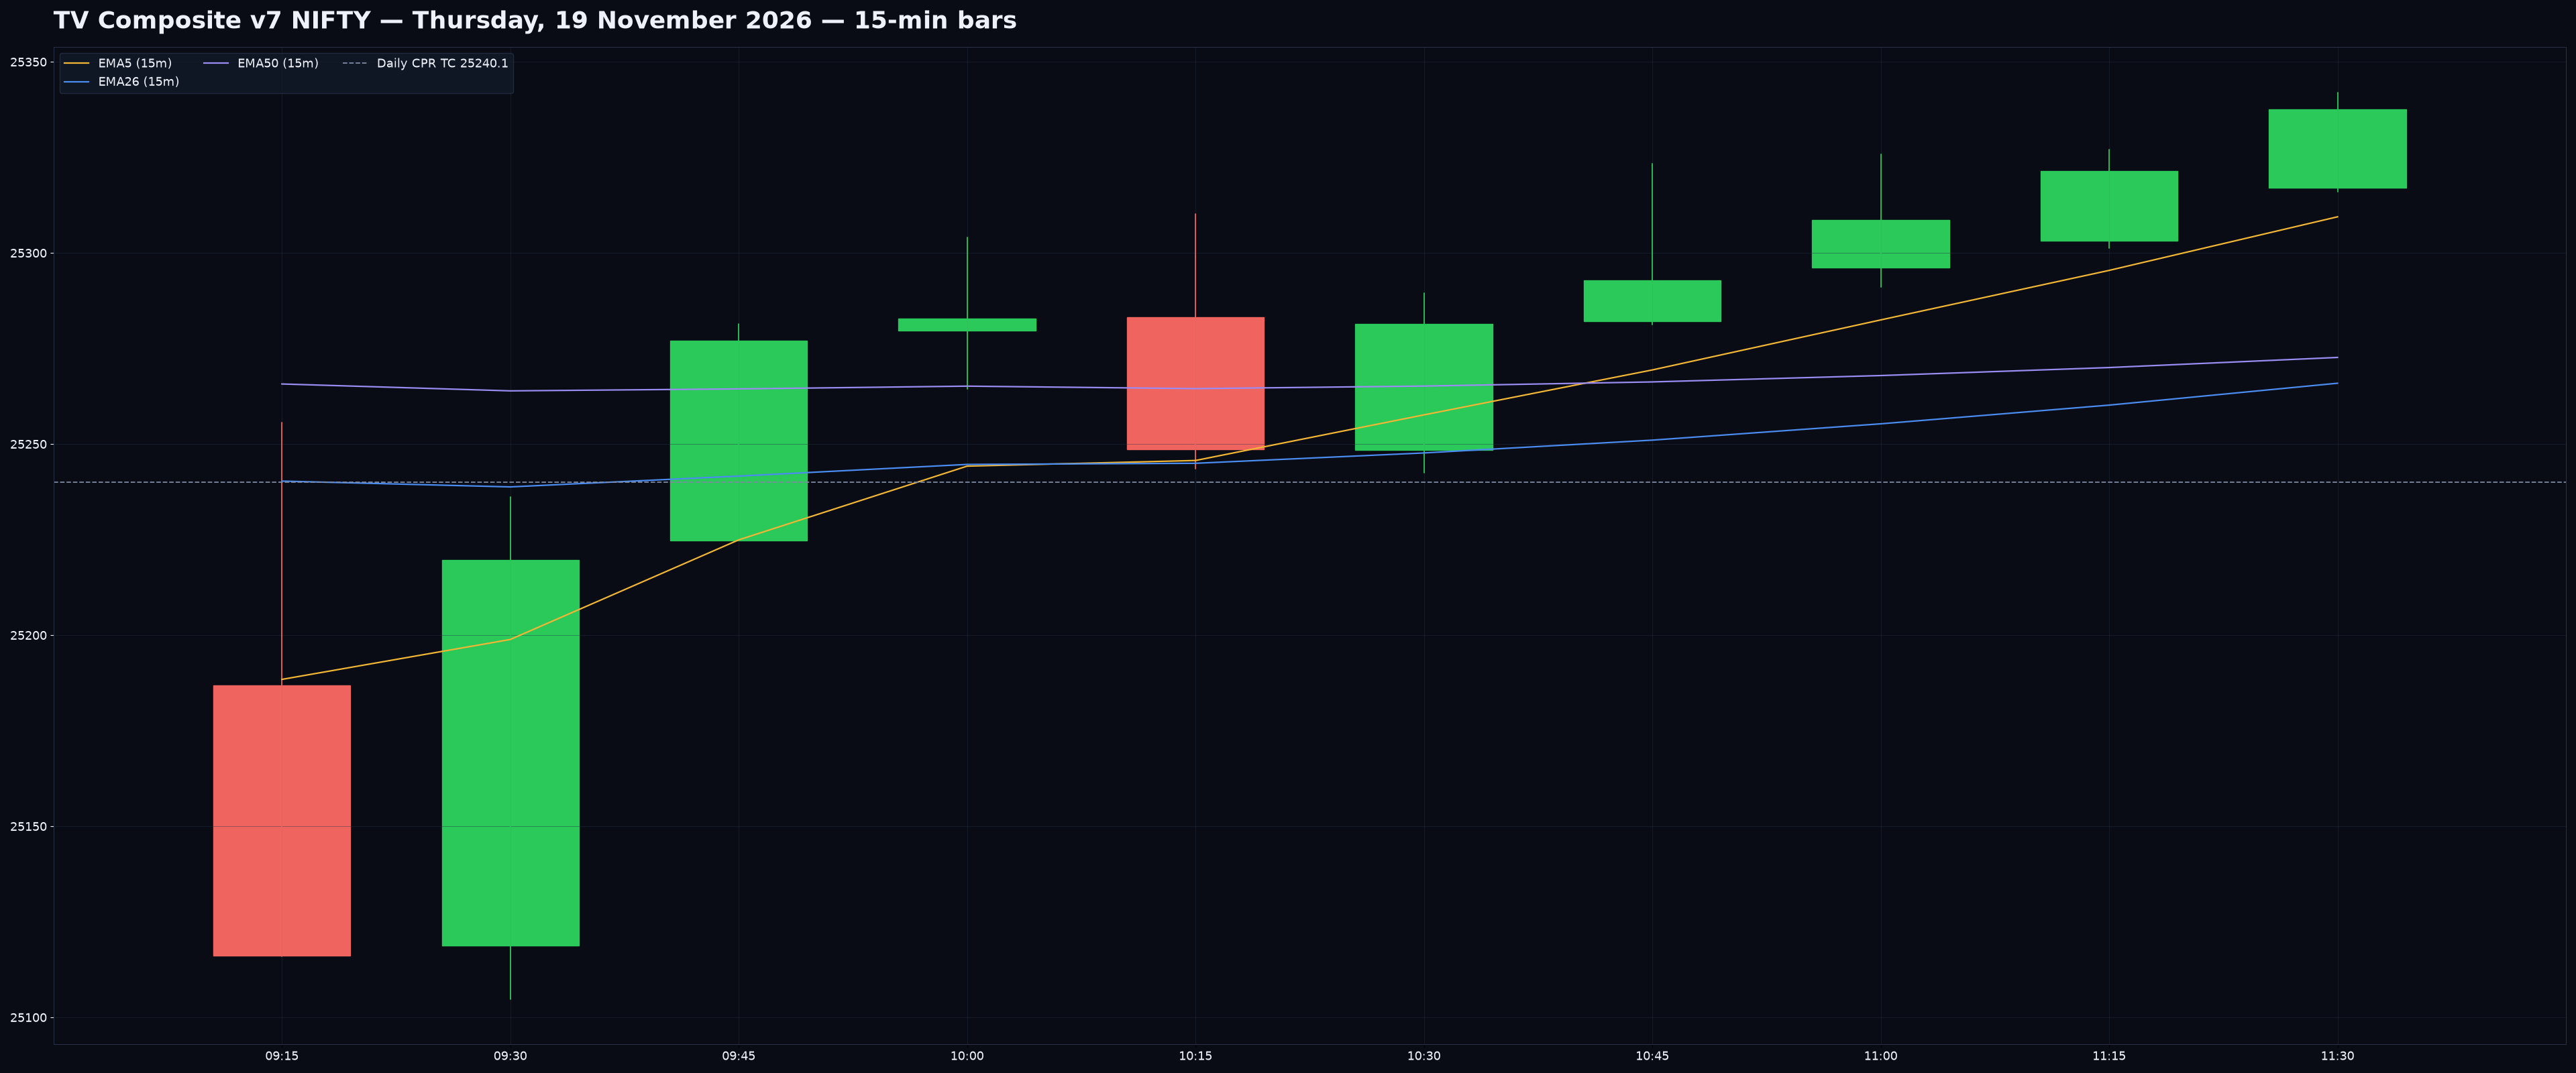 TV Composite v7 NIFTY — Thursday, 19 November 2026 — 15-min bars
EMA5 (15m) EMA50 (15m) Daily CPR TC 25240.1
EMA26 (15m)
25350
25300
25250
25200
25150
25100
09:15 09:30 09:45 10:00 10:15 10:30 10:45 11:00 11:15 11:30